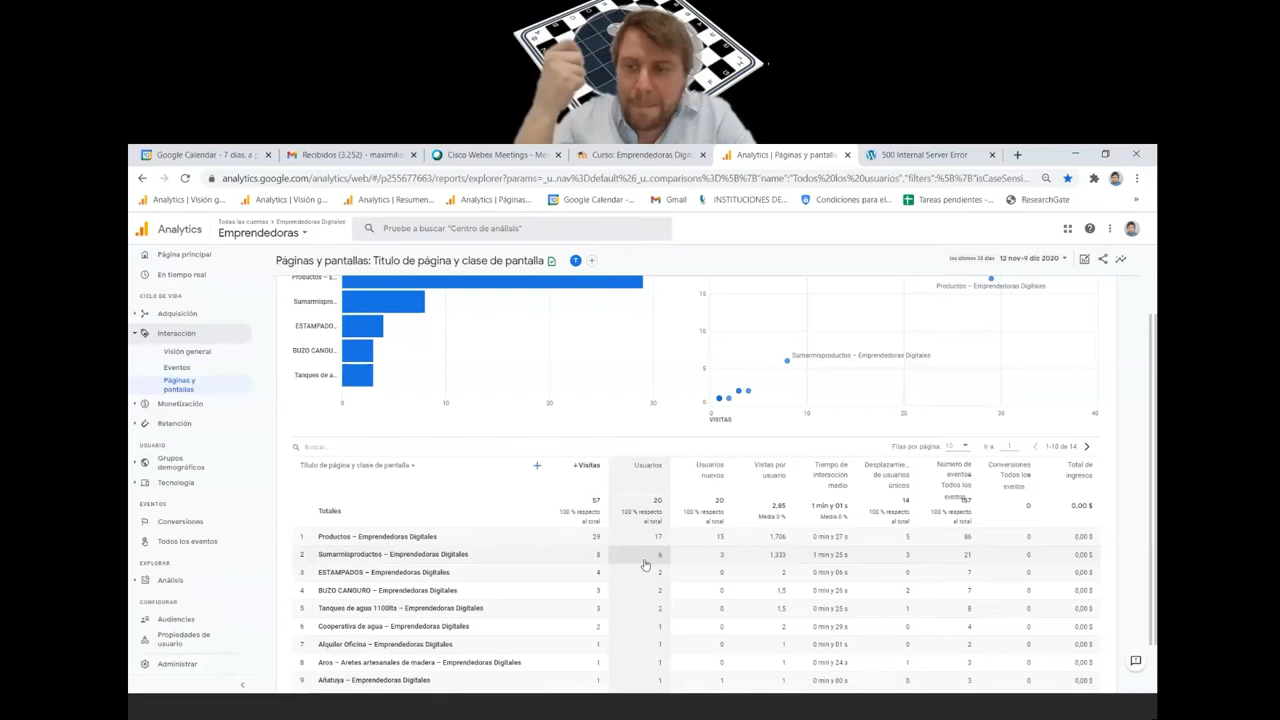 Google Calendar - 7 días, a p
Recibidos (3.252) - maximilia
Cisco Webex Meetings - Me
Curso: Emprendedoras Digit
Analytics | Páginas y pantalla
500 Internal Server Error
analytics.google.com/analytics/web/#/p255677663/reports/explorer?params=_u..nav%3Ddefault%26_u..comparisons%3D%5B%7B"name":"Todos%20los%20usuarios","filters":%5B%7B"isCaseSensi...
Analytics | Visión g...
Analytics | Visión g...
Analytics | Resumen...
Analytics | Páginas...
Google Calendar -...
Gmail
INSTITUCIONES DE...
Condiciones para el...
Tareas pendientes -...
ResearchGate
Analytics
Todas las cuentas > Emprendedoras Digitales
Emprendedoras
Pruebe a buscar "Centro de análisis"
Página principal
En tiempo real
CICLO DE VIDA
Adquisición
Interacción
Visión general
Eventos
Páginas y
pantallas
Monetización
Retención
USUARIO
Grupos
demográficos
Tecnología
EVENTOS
Conversiones
Todos los eventos
EXPLORAR
Análisis
CONFIGURAR
Audiencias
Propiedades de
usuario
Administrar
Páginas y pantallas: Título de página y clase de pantalla
T
los últimos 28 días 12 nov-9 dic 2020
Productos – E...
Sumarmispro...
ESTAMPADO...
BUZO CANGU...
Tanques de a...
0 10 20 30
Productos – Emprendedoras Digitales
Sumarmisproductos – Emprendedoras Digitales
15
10
5
0
0 10 20 30 40
VISITAS
Buscar...
Filas por página: 10 Ir a 1 1-10 de 14
Título de página y clase de pantalla
Visitas
Usuarios
Usuarios
nuevos
Vistas por
usuario
Tiempo de
interacción
medio
Desplazamie...
de usuarios
únicos
Número de
eventos
Todos los
eventos
Conversiones
Todos los
eventos
Total de
ingresos
Totales
57
100 % respecto
al total
20
100 % respecto
al total
20
100 % respecto
al total
2,85
Media 0 %
1 min y 01 s
Media 0 %
14
100 % respecto
al total
157
100 % respecto
al total
0
0,00 $
1 Productos – Emprendedoras Digitales 29 17 15 1,706 0 min y 27 s 5 86 0 0,00 $
2 Sumarmisproductos – Emprendedoras Digitales 8 6 3 1,333 1 min y 25 s 3 21 0 0,00 $
3 ESTAMPADOS – Emprendedoras Digitales 4 2 0 2 0 min y 06 s 0 7 0 0,00 $
4 BUZO CANGURO – Emprendedoras Digitales 3 2 0 1,5 0 min y 26 s 2 7 0 0,00 $
5 Tanques de agua 1100lts – Emprendedoras Digitales 3 2 0 1,5 0 min y 25 s 1 8 0 0,00 $
6 Cooperativa de agua – Emprendedoras Digitales 2 1 0 2 0 min y 29 s 0 4 0 0,00 $
7 Alquiler Oficina – Emprendedoras Digitales 1 1 0 1 0 min y 01 s 0 2 0 0,00 $
8 Aros – Aretes artesanales de madera – Emprendedoras Digitales 1 1 0 1 0 min y 24 s 1 3 0 0,00 $
9 Añatuya – Emprendedoras Digitales 1 1 1 1 0 min y 00 s 0 3 0 0,00 $